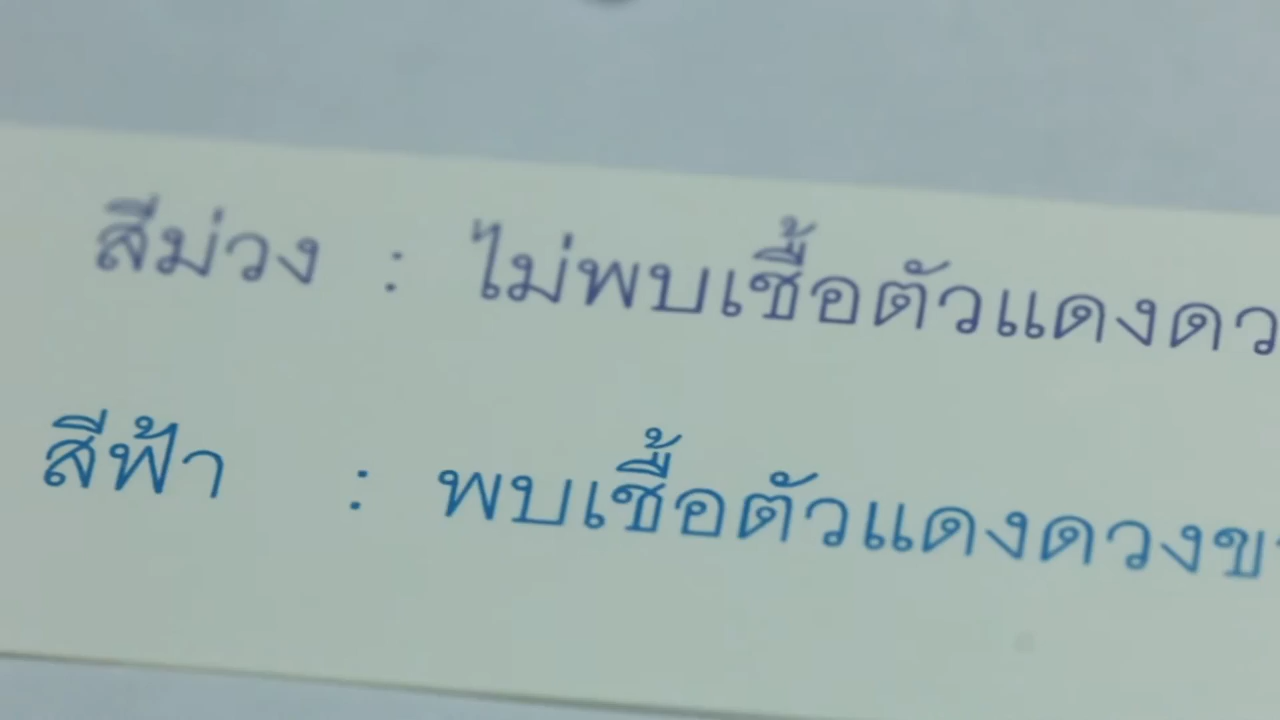 สีม่วง : ไม่พบเชื้อตัวแดงดว
สีฟ้า : พบเชื้อตัวแดงดวงข